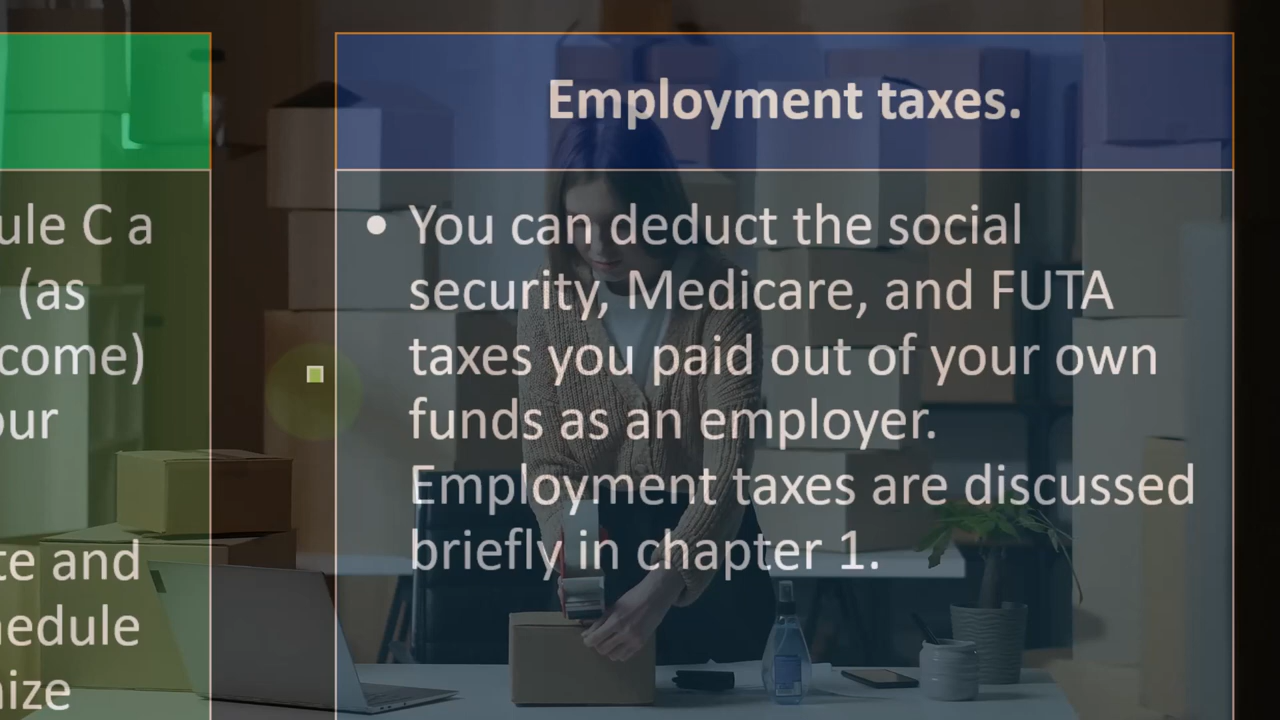 ule C a
(as
come)
our
te and
hedule
ize
Employment taxes.
• You can deduct the social
security, Medicare, and FUTA
taxes you paid out of your own
funds as an employer.
Employment taxes are discussed
briefly in chapter 1.